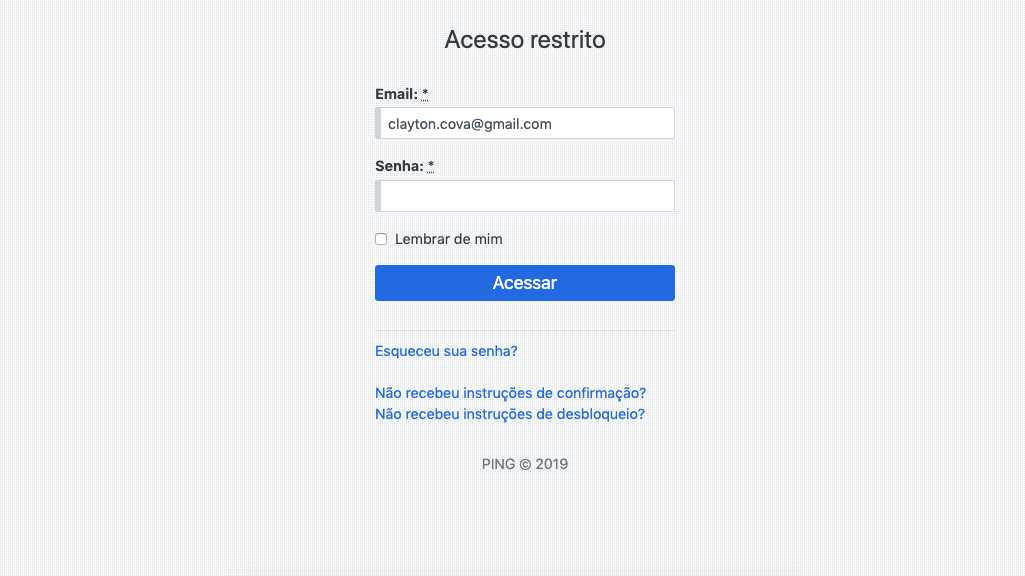 Acesso restrito
Email: *
clayton.cova@gmail.com
Senha: *
Lembrar de mim
Acessar
Esqueceu sua senha?
Não recebeu instruções de confirmação?
Não recebeu instruções de desbloqueio?
PING © 2019